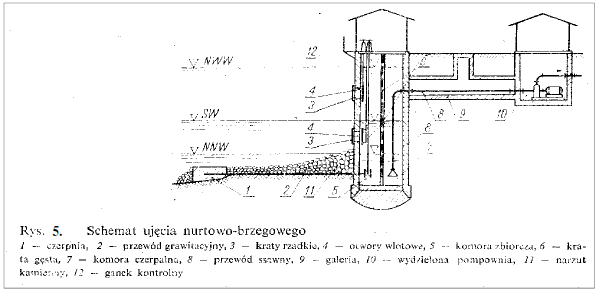 NWW
12
6
4
3
SW
4
3
8
9
10
8
NNW
1
2
11
5
Rys. 5. Schemat ujęcia nurtowo-brzegowego
1 – czerpnia, 2 – przewód grawitacyjny, 3 – kraty rzadkie, 4 – otwory wlotowe, 5 – komora zbiorcza, 6 – kra-
ta gęsta, 7 – komora czerpalna, 8 – przewód ssawny, 9 – galeria, 10 – wydzielona pompownia, 11 – narzut
kamienny, 12 – ganek kontrolny